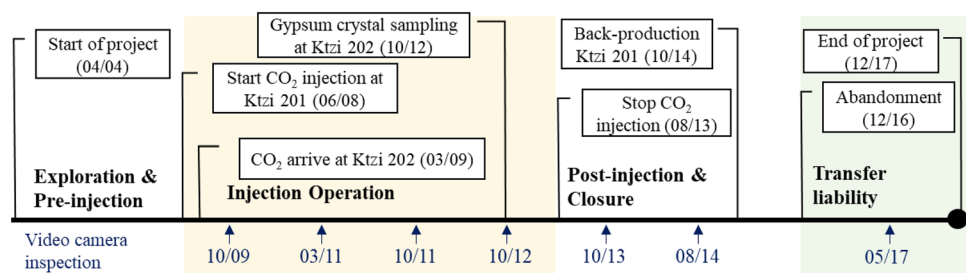 Start of project
(04/04)
Gypsum crystal sampling
at Ktzi 202 (10/12)
Start CO₂ injection at
Ktzi 201 (06/08)
CO₂ arrive at Ktzi 202 (03/09)
Back-production
Ktzi 201 (10/14)
Stop CO₂
injection (08/13)
End of project
(12/17)
Abandonment
(12/16)
Exploration &
Pre-injection
Injection Operation
Post-injection &
Closure
Transfer
liability
Video camera
inspection
10/09
03/11
10/11
10/12
10/13
08/14
05/17